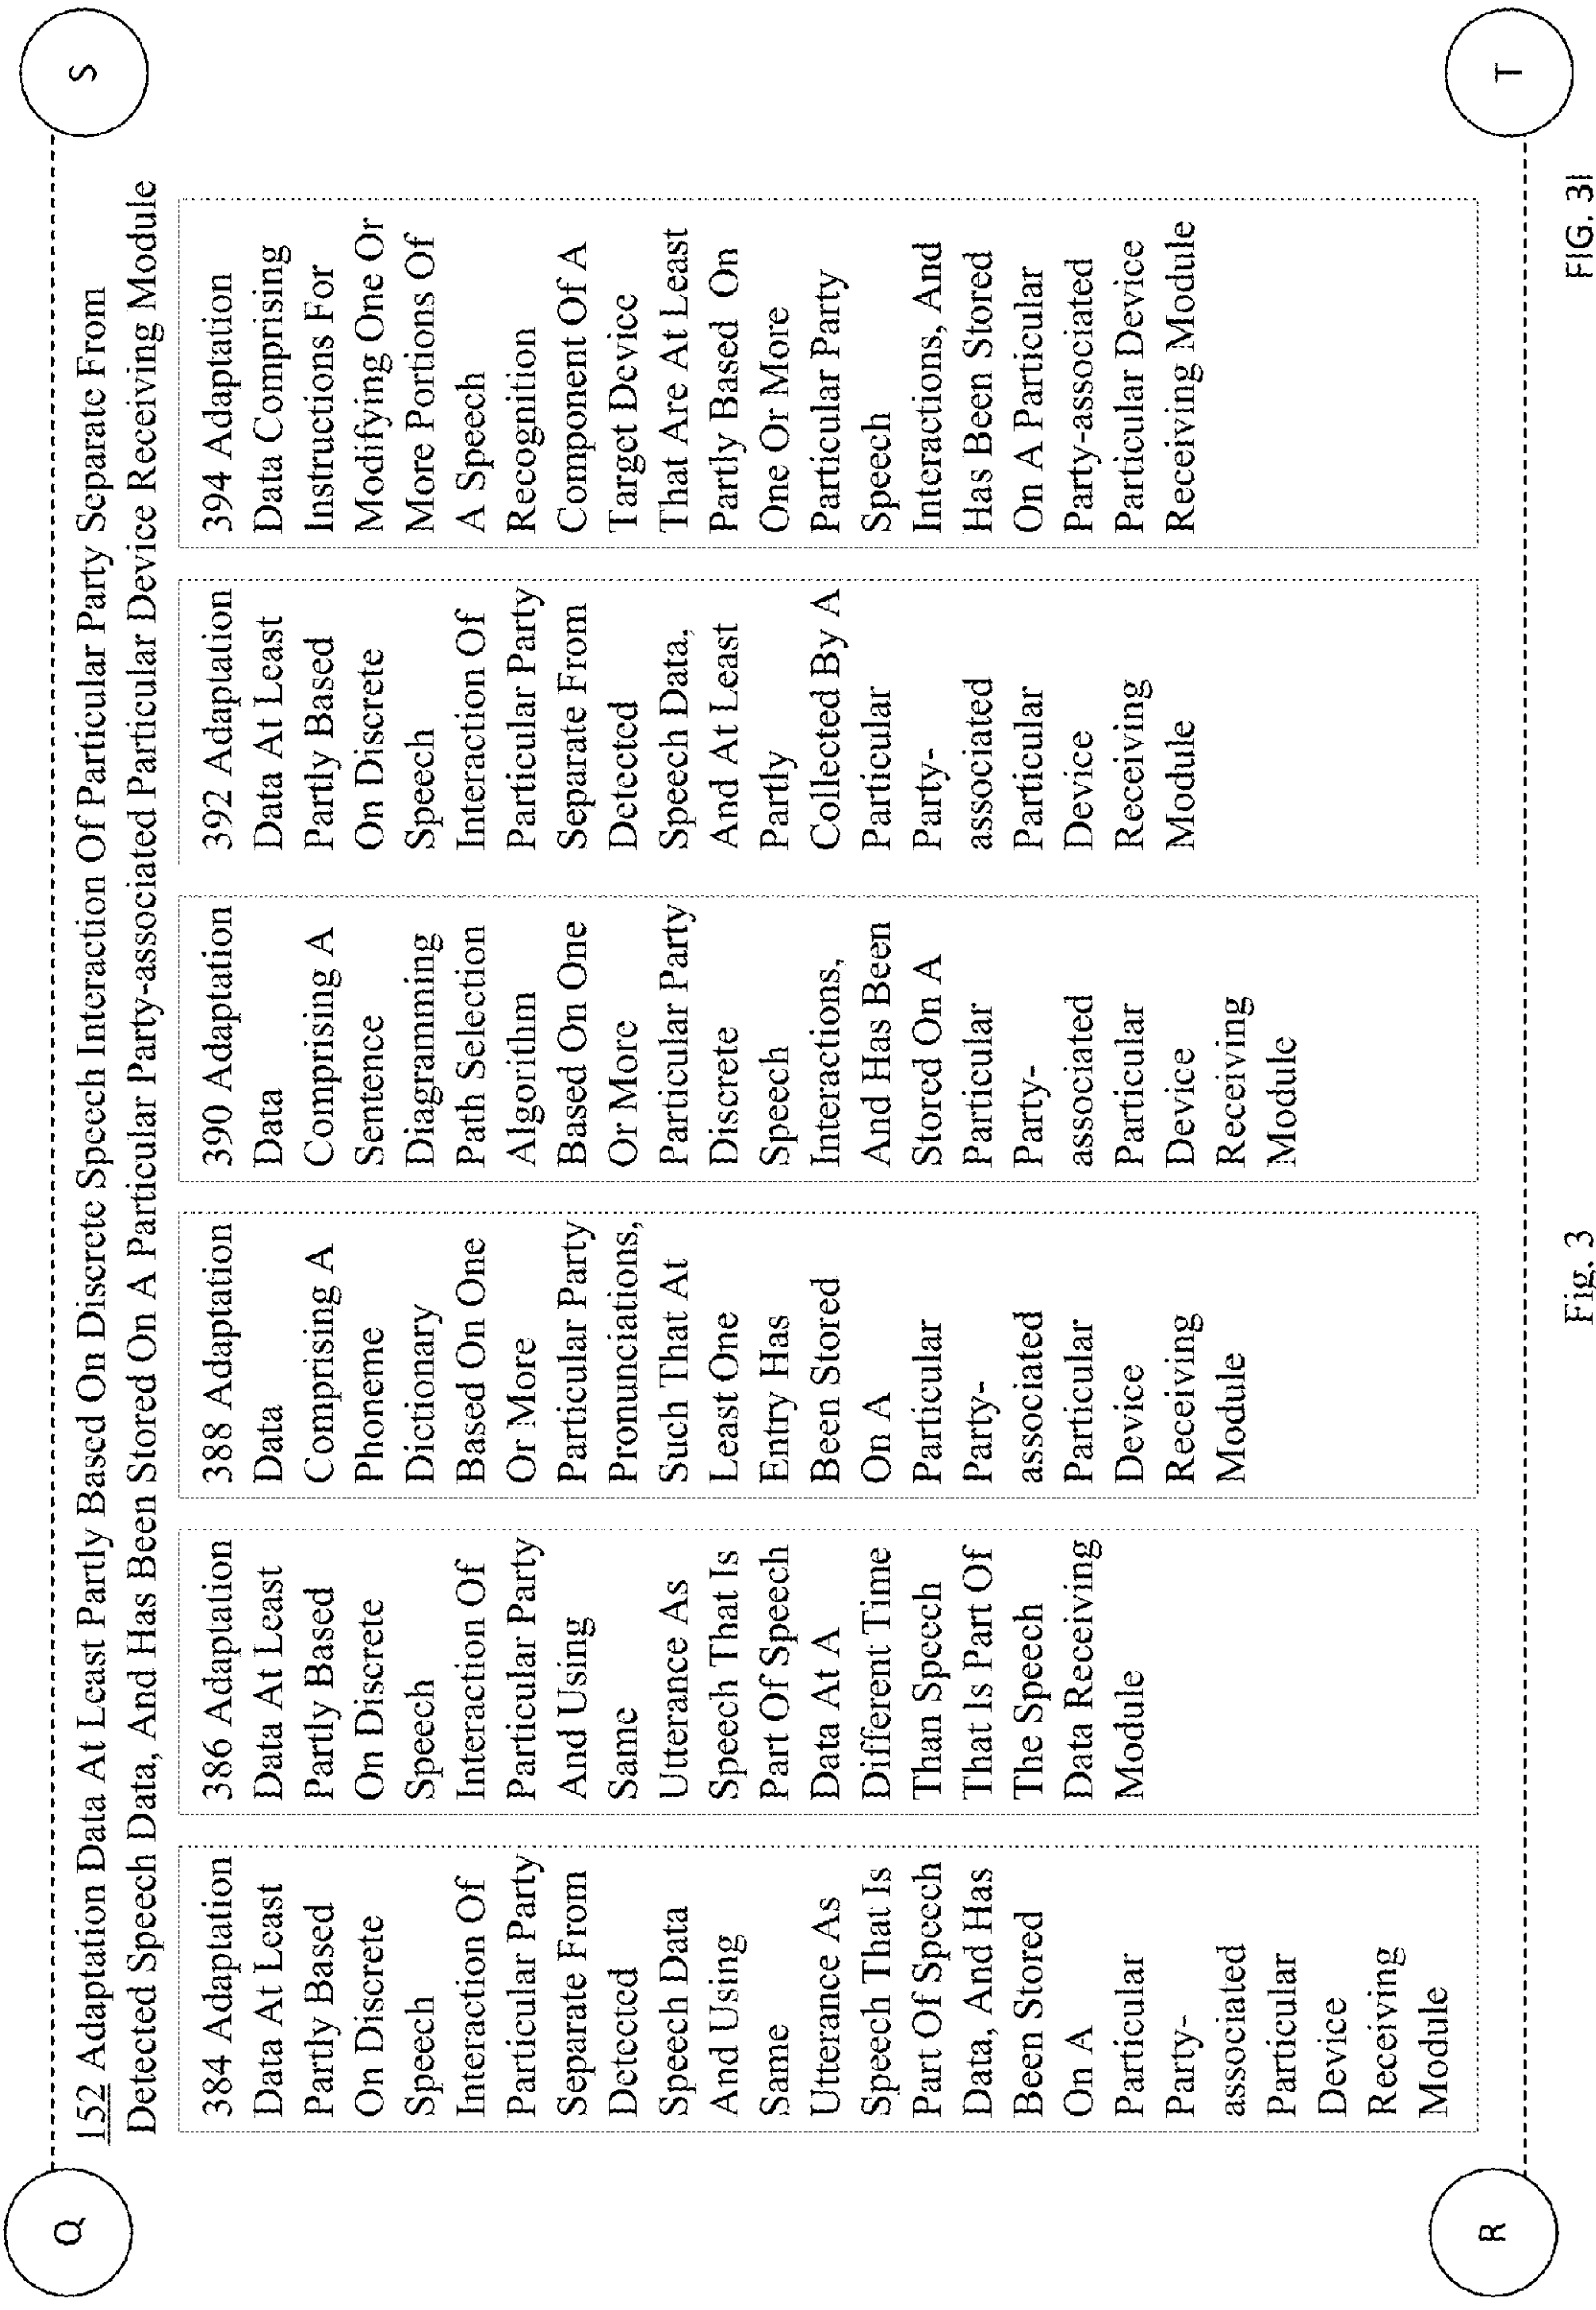 Q
S
152 Adaptation Data At Least Partly Based On Discrete Speech Interaction Of Particular Party Separate From
Detected Speech Data, And Has Been Stored On A Particular Party-associated Particular Device Receiving Module
384 Adaptation
Data At Least
Partly Based
On Discrete
Speech
Interaction Of
Particular Party
Separate From
Detected
Speech Data
And Using
Same
Utterance As
Speech That Is
Part Of Speech
Data, And Has
Been Stored
On A
Particular
Party-
associated
Particular
Device
Receiving
Module
386 Adaptation
Data At Least
Partly Based
On Discrete
Speech
Interaction Of
Particular Party
And Using
Same
Utterance As
Speech That Is
Part Of Speech
Data At A
Different Time
Than Speech
That Is Part Of
The Speech
Data Receiving
Module
388 Adaptation
Data
Comprising A
Phoneme
Dictionary
Based On One
Or More
Particular Party
Pronunciations,
Such That At
Least One
Entry Has
Been Stored
On A
Particular
Party-
associated
Particular
Device
Receiving
Module
390 Adaptation
Data
Comprising A
Sentence
Diagramming
Path Selection
Algorithm
Based On One
Or More
Particular Party
Discrete
Speech
Interactions,
And Has Been
Stored On A
Particular
Party-
associated
Particular
Device
Receiving
Module
392 Adaptation
Data At Least
Partly Based
On Discrete
Speech
Interaction Of
Particular Party
Separate From
Detected
Speech Data,
And At Least
Partly
Collected By A
Particular
Party-
associated
Particular
Device
Receiving
Module
394 Adaptation
Data Comprising
Instructions For
Modifying One Or
More Portions Of
A Speech
Recognition
Component Of A
Target Device
That Are At Least
Partly Based On
One Or More
Particular Party
Speech
Interactions, And
Has Been Stored
On A Particular
Party-associated
Particular Device
Receiving Module
R
T
Fig. 3
FIG. 3I